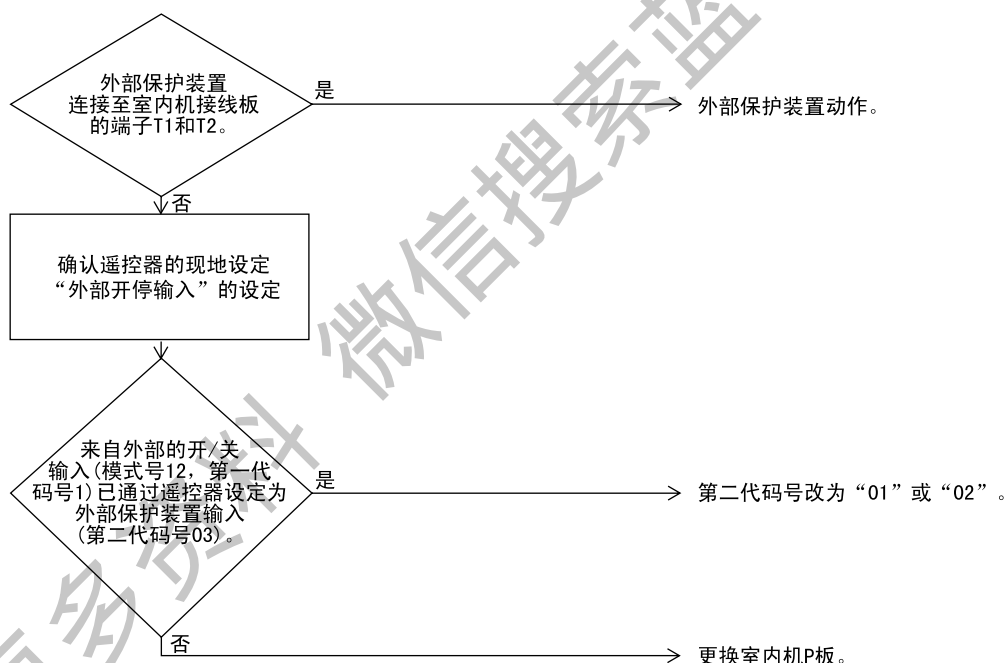 外部保护装置
连接至室内机接线板
的端子T1和T2。
是
外部保护装置动作。
否
确认遥控器的现地设定
“外部开停输入”的设定
来自外部的开/关
输入(模式号12，第一代
码号1)已通过遥控器设定为
外部保护装置输入
(第二代码号03)。
是
第二代码号改为“01”或“02”。
否
更换室内机P板。
多资料 微信搜索蓝